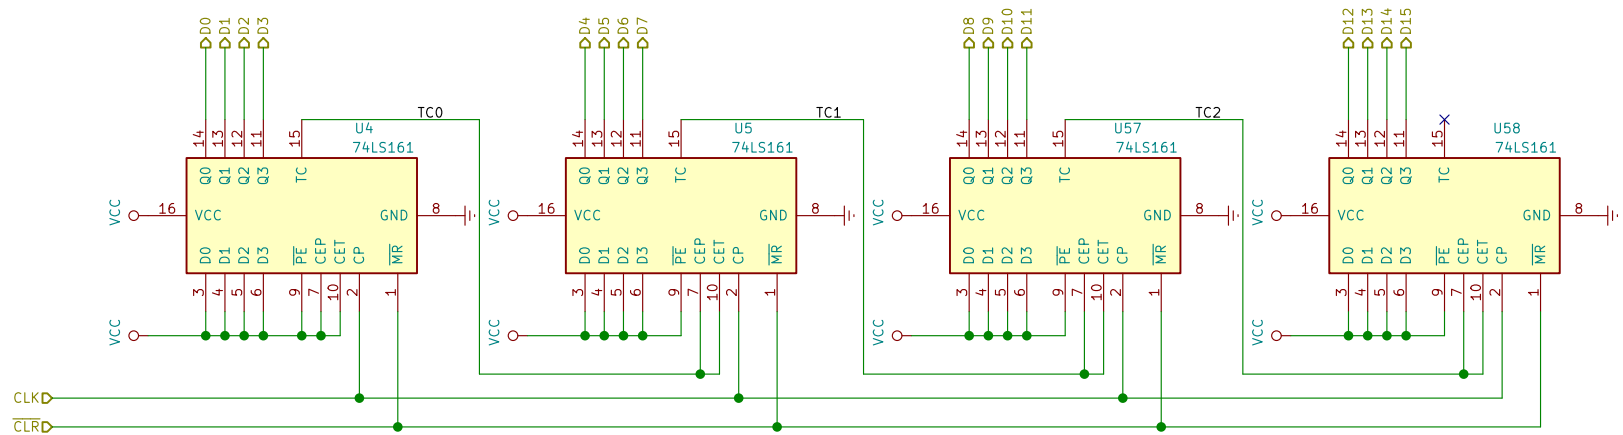 D0 D1 D2 D3 D4 D5 D6 D7 D8 D9 D10 D11 D12 D13 D14 D15
TC0 TC1 TC2
U4 U5 U57 U58
14 13 12 11 15 74LS161 14 13 12 11 15 74LS161 14 13 12 11 15 74LS161 14 13 12 11 15 74LS161
Q0 Q1 Q2 Q3 TC Q0 Q1 Q2 Q3 TC Q0 Q1 Q2 Q3 TC Q0 Q1 Q2 Q3 TC
VCC 16 VCC GND 8 VCC 16 VCC GND 8 VCC 16 VCC GND 8 VCC 16 VCC GND 8
D0 D1 D2 D3 PE CEP CET CP MR D0 D1 D2 D3 PE CEP CET CP MR D0 D1 D2 D3 PE CEP CET CP MR D0 D1 D2 D3 PE CEP CET CP MR
3 4 5 6 9 7 10 2 1 3 4 5 6 9 7 10 2 1 3 4 5 6 9 7 10 2 1 3 4 5 6 9 7 10 2 1
VCC VCC VCC VCC
CLK
CLR